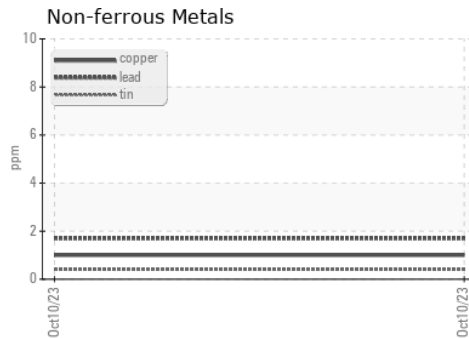 Non-ferrous Metals
10
8
6
4
2
0
ppm
copper
lead
tin
Oct10/23
Oct10/23